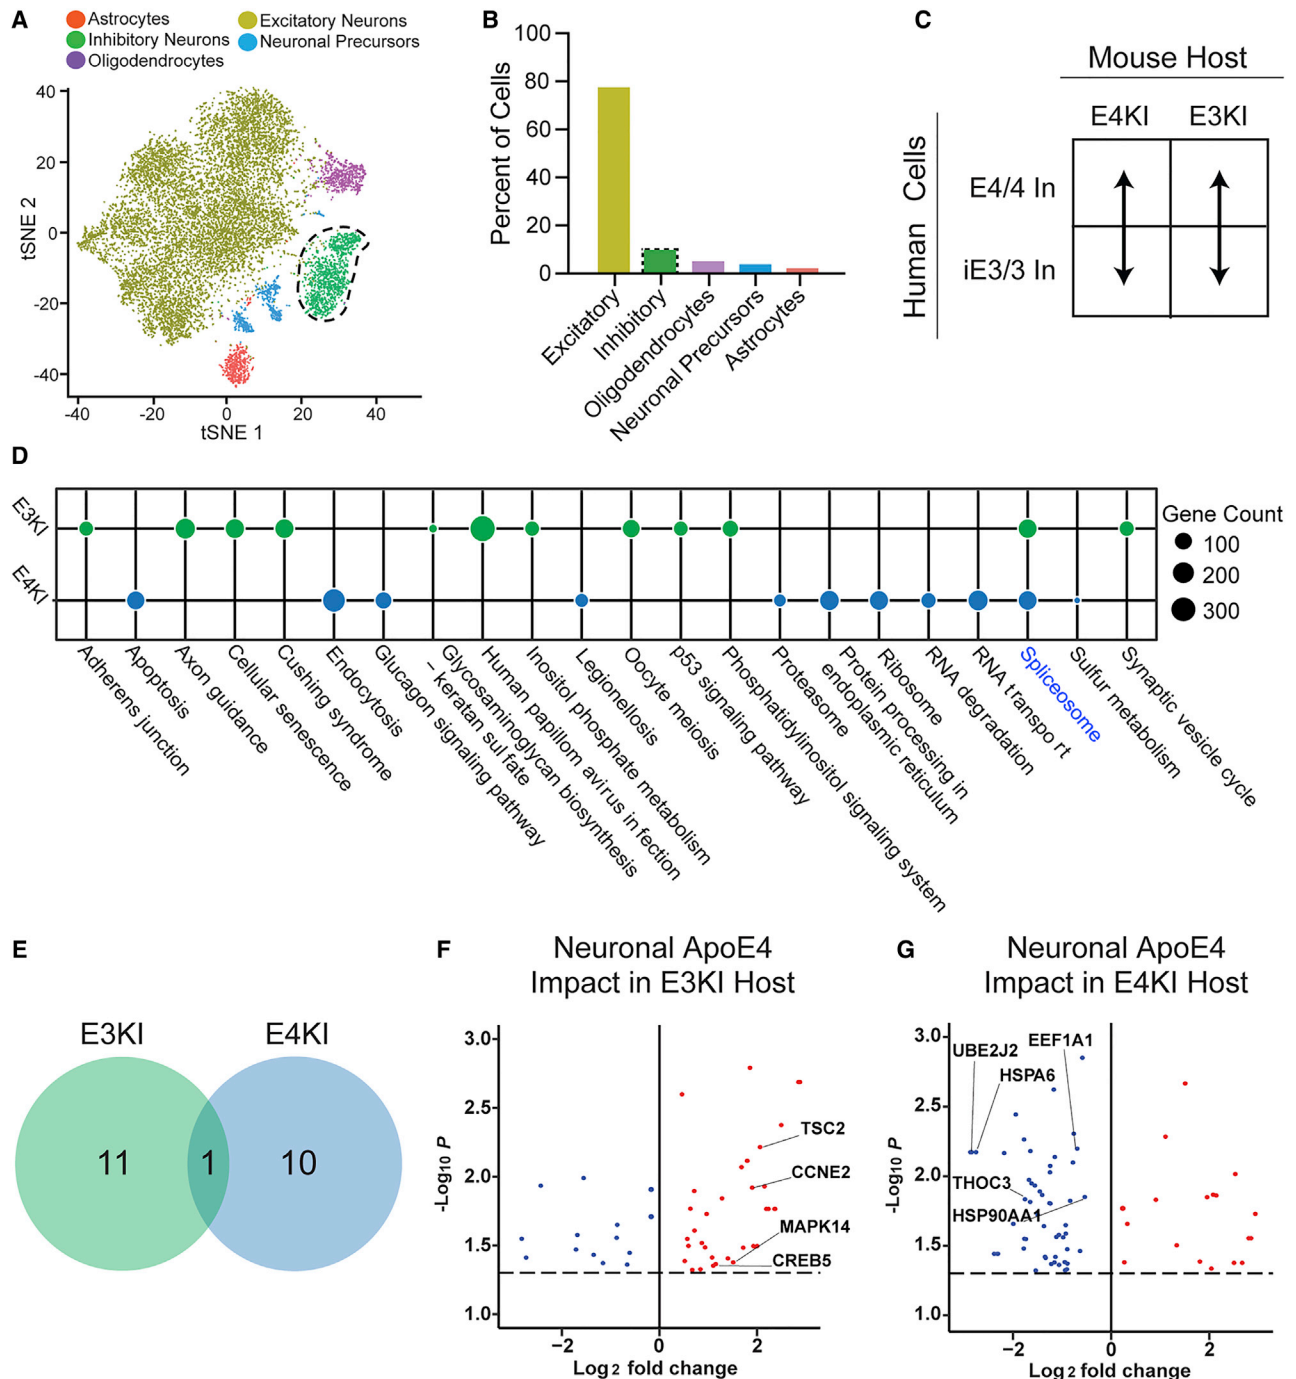 A
Astrocytes
Excitatory Neurons
Inhibitory Neurons
Neuronal Precursors
Oligodendrocytes
tSNE 2
40
20
0
-20
-40
-40
-20
0
20
40
tSNE 1
B
Percent of Cells
100
80
60
40
20
0
Excitatory
Inhibitory
Oligodendrocytes
Neuronal Precursors
Astrocytes
C
Mouse Host
E4KI
E3KI
Human Cells
E4/4 In
iE3/3 In
D
E3KI
E4KI
Gene Count
100
200
300
Adherens junction
Apoptosis
Axon guidance
Cellular senescence
Cushing syndrome
Endocytosis
Glucagon signaling pathway
Glycosaminoglycan biosynthesis
– keratan sul fate
Human papillom avirus in fection
Inositol phosphate metabolism
Legionellosis
Oocyte meiosis
p53 signaling pathway
Phosphatidylinositol signaling system
Proteasome
Protein processing in
endoplasmic reticulum
Ribosome
RNA degradation
RNA transpo rt
Spliceosome
Sulfur metabolism
Synaptic vesicle cycle
E
E3KI
E4KI
11
1
10
F
Neuronal ApoE4
Impact in E3KI Host
-Log10 P
3.0
2.5
2.0
1.5
1.0
TSC2
CCNE2
MAPK14
CREB5
−2
0
2
Log2 fold change
G
Neuronal ApoE4
Impact in E4KI Host
-Log10 P
3.0
2.5
2.0
1.5
1.0
EEF1A1
UBE2J2
HSPA6
THOC3
HSP90AA1
−2
0
2
Log2 fold change